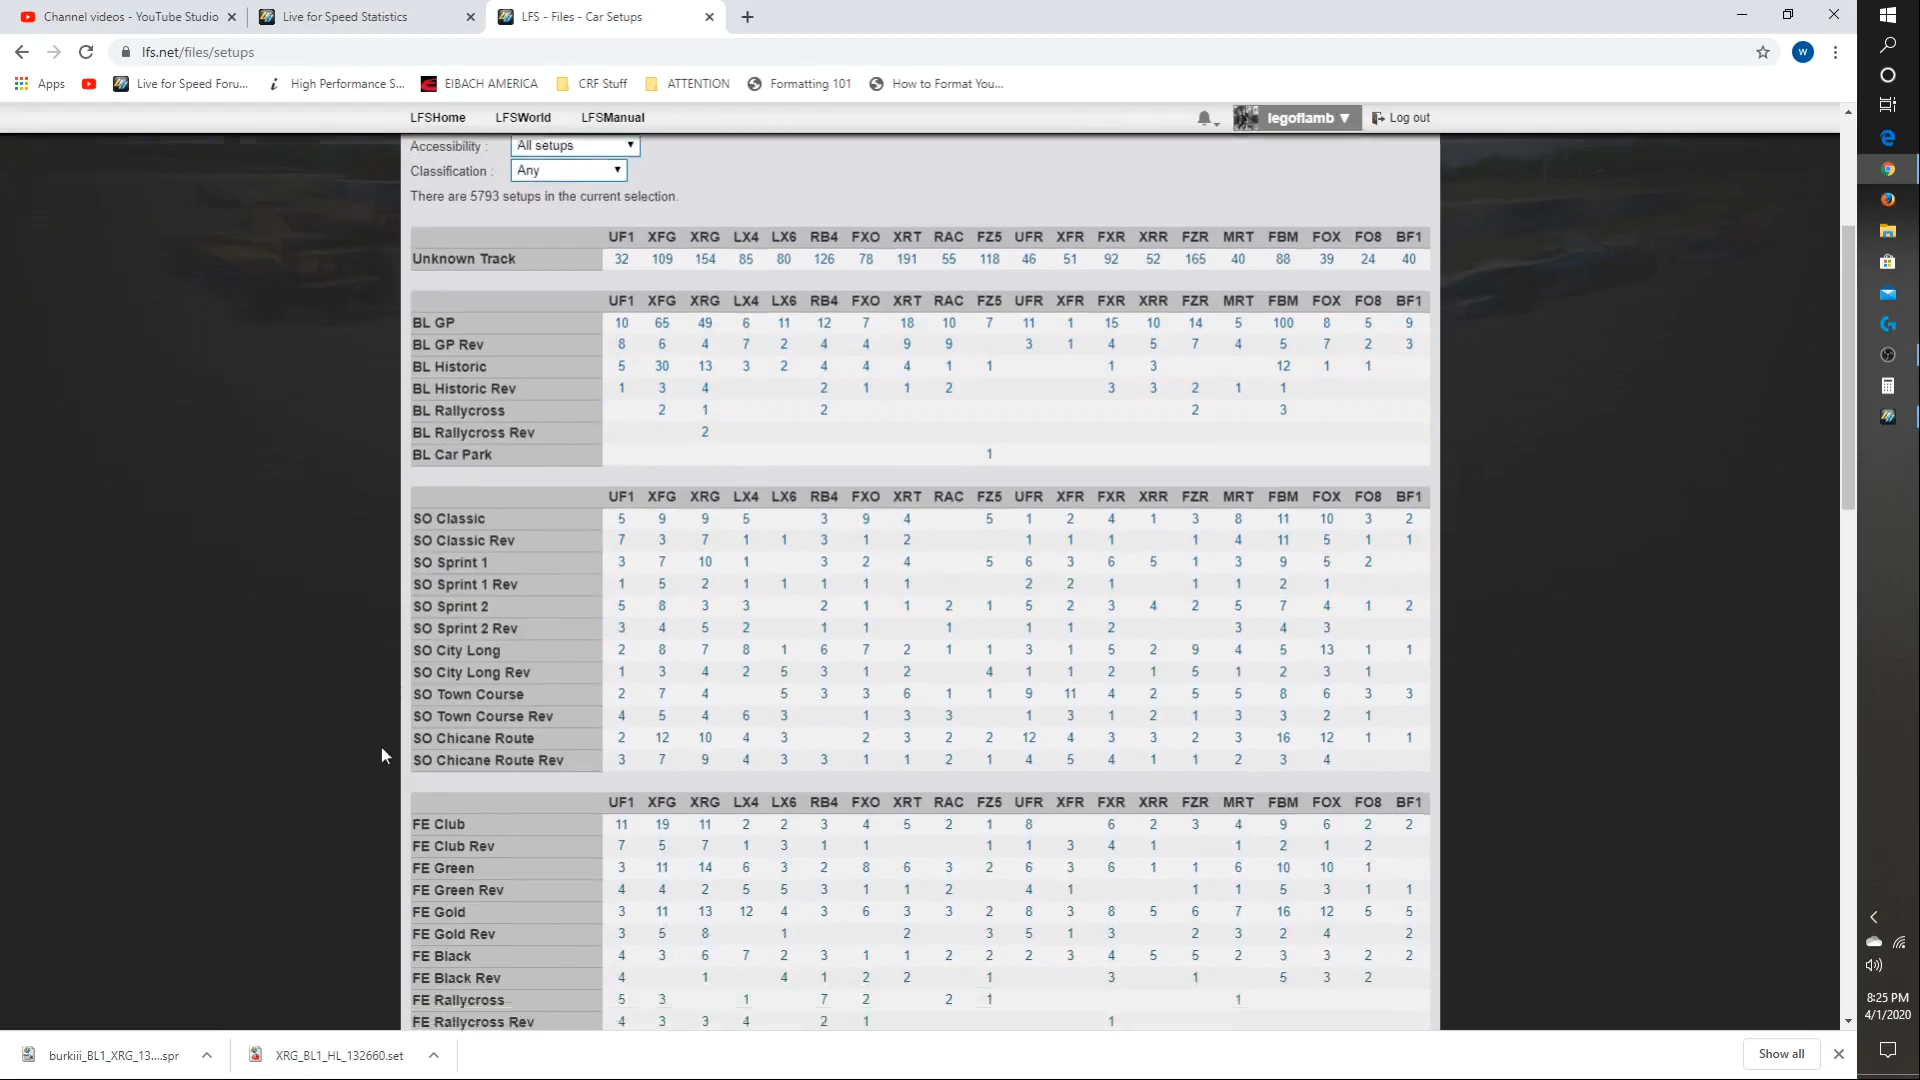 Channel videos - YouTube Studio
Live for Speed Statistics
LFS - Files - Car Setups
lfs.net/files/setups
W
Apps
Live for Speed Foru...
High Performance S...
EIBACH AMERICA
CRF Stuff
ATTENTION
Formatting 101
How to Format You...
LFSHome
LFSWorld
LFSManual
legoflamb ▼
Log out
Accessibility : All setups
Classification : Any
There are 5793 setups in the current selection.
UF1 XFG XRG LX4 LX6 RB4 FXO XRT RAC FZ5 UFR XFR FXR XRR FZR MRT FBM FOX FO8 BF1
Unknown Track 32 109 154 85 80 126 78 191 55 118 46 51 92 52 165 40 88 39 24 40
UF1 XFG XRG LX4 LX6 RB4 FXO XRT RAC FZ5 UFR XFR FXR XRR FZR MRT FBM FOX FO8 BF1
BL GP 10 65 49 6 11 12 7 18 10 7 11 1 15 10 14 5 100 8 5 9
BL GP Rev 8 6 4 7 2 4 4 9 9 3 1 4 5 7 4 5 7 2 3
BL Historic 5 30 13 3 2 4 4 4 1 1 1 3 12 1 1
BL Historic Rev 1 3 4 2 1 1 2 3 3 2 1 1
BL Rallycross 2 1 2 2 3
BL Rallycross Rev 2
BL Car Park 1
UF1 XFG XRG LX4 LX6 RB4 FXO XRT RAC FZ5 UFR XFR FXR XRR FZR MRT FBM FOX FO8 BF1
SO Classic 5 9 9 5 3 9 4 5 1 2 4 1 3 8 11 10 3 2
SO Classic Rev 7 3 7 1 1 3 1 2 1 1 1 1 4 11 5 1 1
SO Sprint 1 3 7 10 1 3 2 4 5 6 3 6 5 1 3 9 5 2
SO Sprint 1 Rev 1 5 2 1 1 1 1 1 2 2 1 1 1 2 1
SO Sprint 2 5 8 3 3 2 1 1 2 1 5 2 3 4 2 5 7 4 1 2
SO Sprint 2 Rev 3 4 5 2 1 1 1 1 1 2 3 4 3
SO City Long 2 8 7 8 1 6 7 2 1 1 3 1 5 2 9 4 5 13 1 1
SO City Long Rev 1 3 4 2 5 3 1 2 4 1 1 2 1 5 1 2 3 1
SO Town Course 2 7 4 5 3 3 6 1 1 9 11 4 2 5 5 8 6 3 3
SO Town Course Rev 4 5 4 6 3 1 3 3 1 3 1 2 1 3 3 2 1
SO Chicane Route 2 12 10 4 3 2 3 2 2 12 4 3 3 2 3 16 12 1 1
SO Chicane Route Rev 3 7 9 4 3 3 1 1 2 1 4 5 4 1 1 2 3 4
UF1 XFG XRG LX4 LX6 RB4 FXO XRT RAC FZ5 UFR XFR FXR XRR FZR MRT FBM FOX FO8 BF1
FE Club 11 19 11 2 2 3 4 5 2 1 8 6 2 3 4 9 6 2 2
FE Club Rev 7 5 7 1 3 1 1 1 1 3 4 1 1 2 1 2
FE Green 3 11 14 6 3 2 8 6 3 2 6 3 6 1 1 6 10 10 1
FE Green Rev 4 4 2 5 5 3 1 1 2 4 1 1 1 5 3 1 1
FE Gold 3 11 13 12 4 3 6 3 3 2 8 3 8 5 6 7 16 12 5 5
FE Gold Rev 3 5 8 1 2 3 5 1 3 2 3 2 4 2
FE Black 4 3 6 7 2 3 1 1 2 2 2 3 4 5 5 2 3 3 2 2
FE Black Rev 4 1 4 1 2 2 1 3 1 5 3 2
FE Rallycross 5 3 1 7 2 2 1 1
FE Rallycross Rev 4 3 3 4 2 1 1
8:25 PM
4/1/2020
burkiii_BL1_XRG_13....spr
XRG_BL1_HL_132660.set
Show all